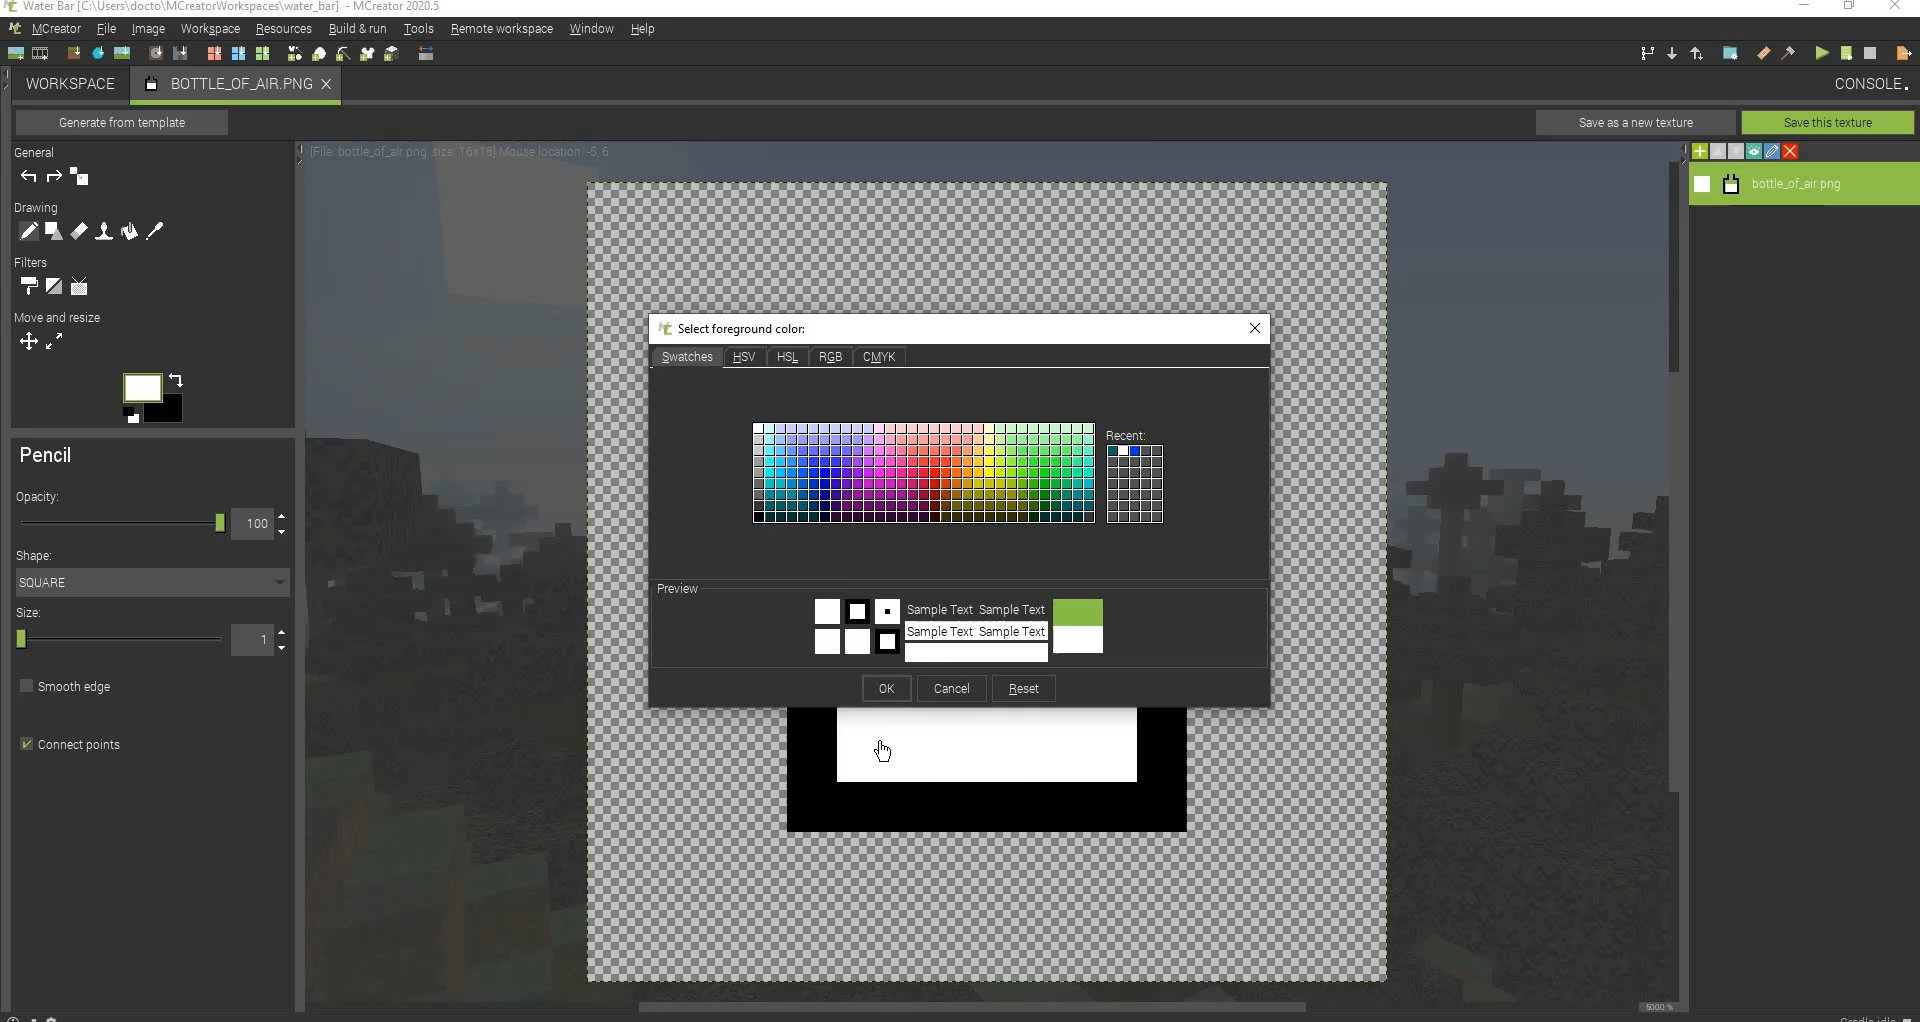 Water Bar [C:\Users\docto\MCreatorWorkspaces\water_bar] - MCreator 2020.5
MCreator File Image Workspace Resources Build & run Tools Remote workspace Window Help
WORKSPACE BOTTLE_OF_AIR.PNG CONSOLE
Generate from template Save as a new texture Save this texture
General
[File: bottle_of_air.png size: 16x16] Mouse location: -5, 6
bottle_of_air.png
Drawing
Filters
Move and resize
Select foreground color:
Swatches HSV HSL RGB CMYK
Recent:
Preview
Sample Text Sample Text
Sample Text Sample Text
OK Cancel Reset
Pencil
Opacity:
100
Shape:
SQUARE
Size:
1
Smooth edge
Connect points
5000 %
Gradle idle